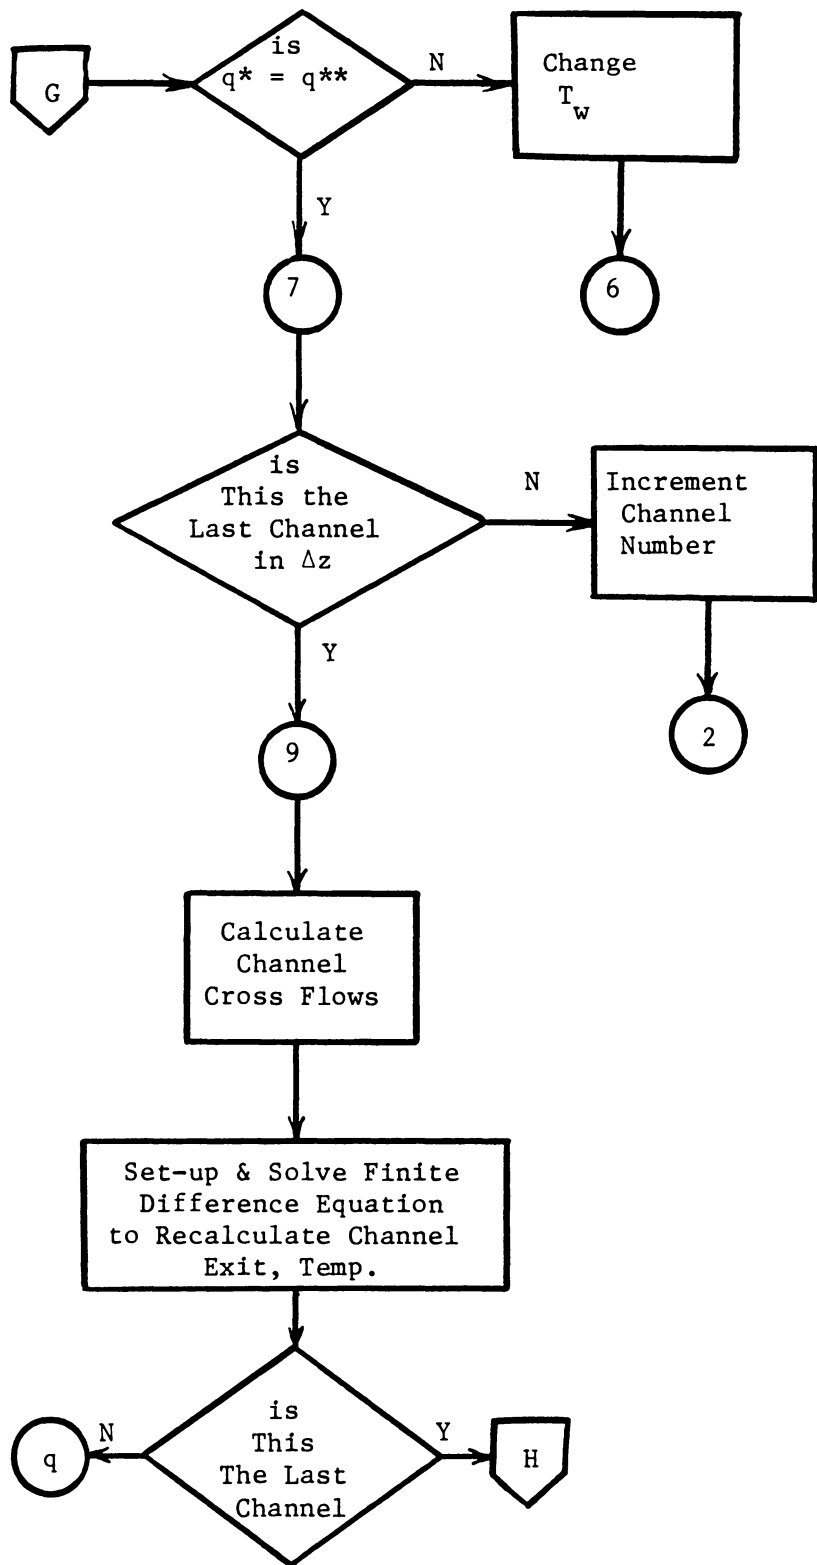 G
is
q* = q**
N
Change
T_w
Y
7
6
is
This the
Last Channel
in Δz
N
Increment
Channel
Number
Y
9
2
Calculate
Channel
Cross Flows
Set-up & Solve Finite
Difference Equation
to Recalculate Channel
Exit, Temp.
q
N
is
This
The Last
Channel
Y
H